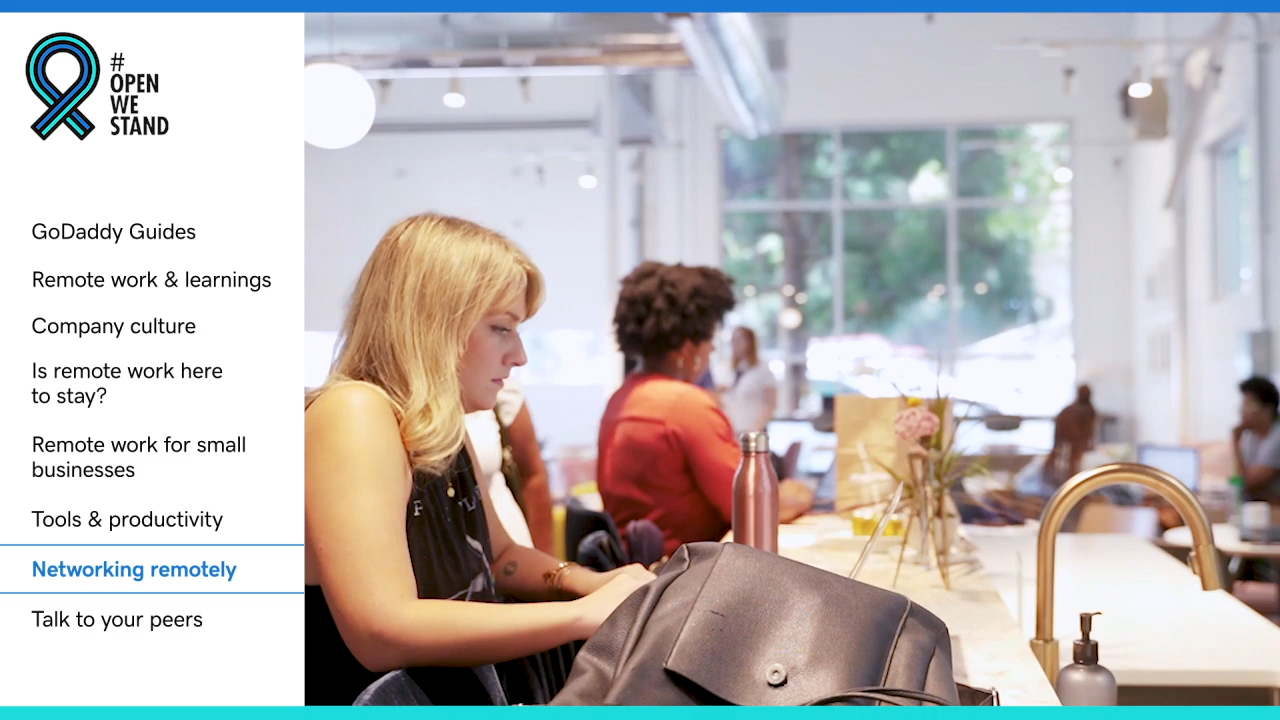 #
OPEN
WE
STAND
GoDaddy Guides
Remote work & learnings
Company culture
Is remote work here
to stay?
Remote work for small
businesses
Tools & productivity
Networking remotely
Talk to your peers